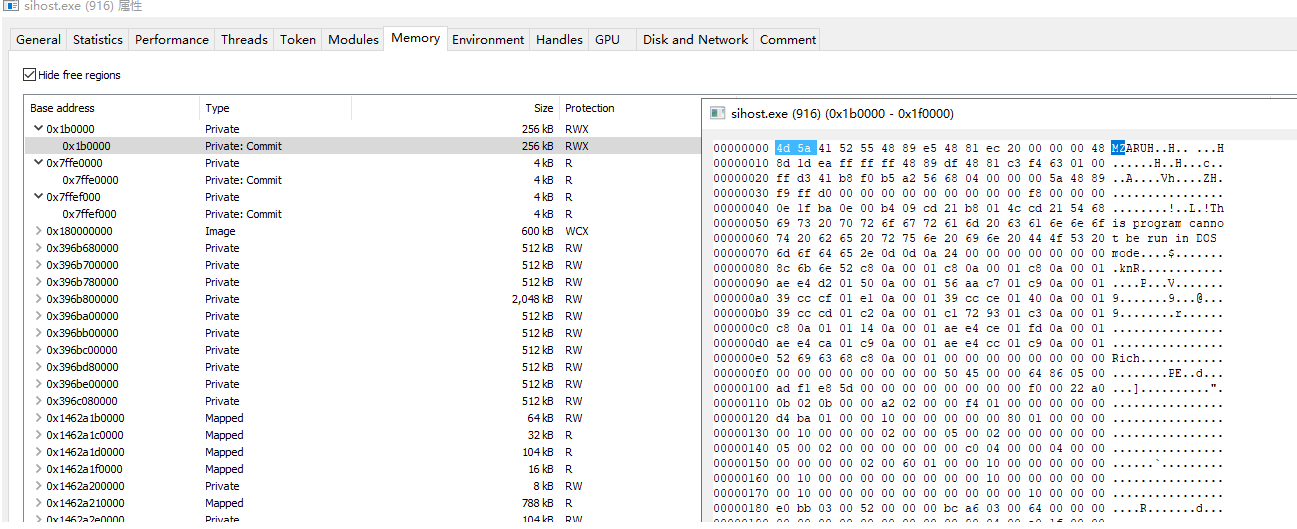 sihost.exe (916) 属性
General Statistics Performance Threads Token Modules Memory Environment Handles GPU Disk and Network Comment
Hide free regions
Base address Type Size Protection
0x1b0000 Private 256 kB RWX
0x1b0000 Private: Commit 256 kB RWX
0x7ffe0000 Private 4 kB R
0x7ffe0000 Private: Commit 4 kB R
0x7ffef000 Private 4 kB R
0x7ffef000 Private: Commit 4 kB R
0x180000000 Image 600 kB WCX
0x396b680000 Private 512 kB RW
0x396b700000 Private 512 kB RW
0x396b780000 Private 512 kB RW
0x396b800000 Private 2,048 kB RW
0x396ba00000 Private 512 kB RW
0x396bb00000 Private 512 kB RW
0x396bc00000 Private 512 kB RW
0x396bd80000 Private 512 kB RW
0x396be00000 Private 512 kB RW
0x396c080000 Private 512 kB RW
0x1462a1b0000 Mapped 64 kB RW
0x1462a1c0000 Mapped 32 kB R
0x1462a1d0000 Mapped 104 kB R
0x1462a1f0000 Mapped 16 kB R
0x1462a200000 Private 8 kB RW
0x1462a210000 Mapped 788 kB R
0x1462a2e0000 Private 104 kB RW
sihost.exe (916) (0x1b0000 - 0x1f0000)
00000000 4d 5a 41 52 55 48 89 e5 48 81 ec 20 00 00 00 48 MZARUH..H.. ...H
00000010 8d 1d ea ff ff ff 48 89 df 48 81 c3 f4 63 01 00 ......H..H...c..
00000020 ff d3 41 b8 f0 b5 a2 56 68 04 00 00 00 5a 48 89 ..A....Vh....ZH.
00000030 f9 ff d0 00 00 00 00 00 00 00 00 00 f8 00 00 00 ................
00000040 0e 1f ba 0e 00 b4 09 cd 21 b8 01 4c cd 21 54 68 ........!..L.!Th
00000050 69 73 20 70 72 6f 67 72 61 6d 20 63 61 6e 6e 6f is program canno
00000060 74 20 62 65 20 72 75 6e 20 69 6e 20 44 4f 53 20 t be run in DOS
00000070 6d 6f 64 65 2e 0d 0d 0a 24 00 00 00 00 00 00 00 mode....$.......
00000080 8c 6b 6e 52 c8 0a 00 01 c8 0a 00 01 c8 0a 00 01 .knR............
00000090 ae e4 d2 01 50 0a 00 01 56 aa c7 01 c9 0a 00 01 ....P...V.......
000000a0 39 cc cf 01 e1 0a 00 01 39 cc ce 01 40 0a 00 01 9.......9...@...
000000b0 39 cc cd 01 c2 0a 00 01 c1 72 93 01 c3 0a 00 01 9........r......
000000c0 c8 0a 01 01 14 0a 00 01 ae e4 ce 01 fd 0a 00 01 ................
000000d0 ae e4 ca 01 c9 0a 00 01 ae e4 cc 01 c9 0a 00 01 ................
000000e0 52 69 63 68 c8 0a 00 01 00 00 00 00 00 00 00 00 Rich............
000000f0 00 00 00 00 00 00 00 00 50 45 00 00 64 86 05 00 ........PE..d...
00000100 ad f1 e8 5d 00 00 00 00 00 00 00 00 f0 00 22 a0 ...]..........".
00000110 0b 02 0b 00 00 a2 02 00 00 f4 01 00 00 00 00 00 ................
00000120 d4 ba 01 00 00 10 00 00 00 00 00 80 01 00 00 00 ................
00000130 00 10 00 00 00 02 00 00 05 00 02 00 00 00 00 00 ................
00000140 05 00 02 00 00 00 00 00 00 c0 04 00 00 04 00 00 ................
00000150 00 00 00 00 02 00 60 01 00 00 10 00 00 00 00 00 ......`.........
00000160 00 10 00 00 00 00 00 00 00 00 10 00 00 00 00 00 ................
00000170 00 10 00 00 00 00 00 00 00 00 00 00 10 00 00 00 ................
00000180 e0 bb 03 00 52 00 00 00 bc a6 03 00 64 00 00 00 ....R.......d...